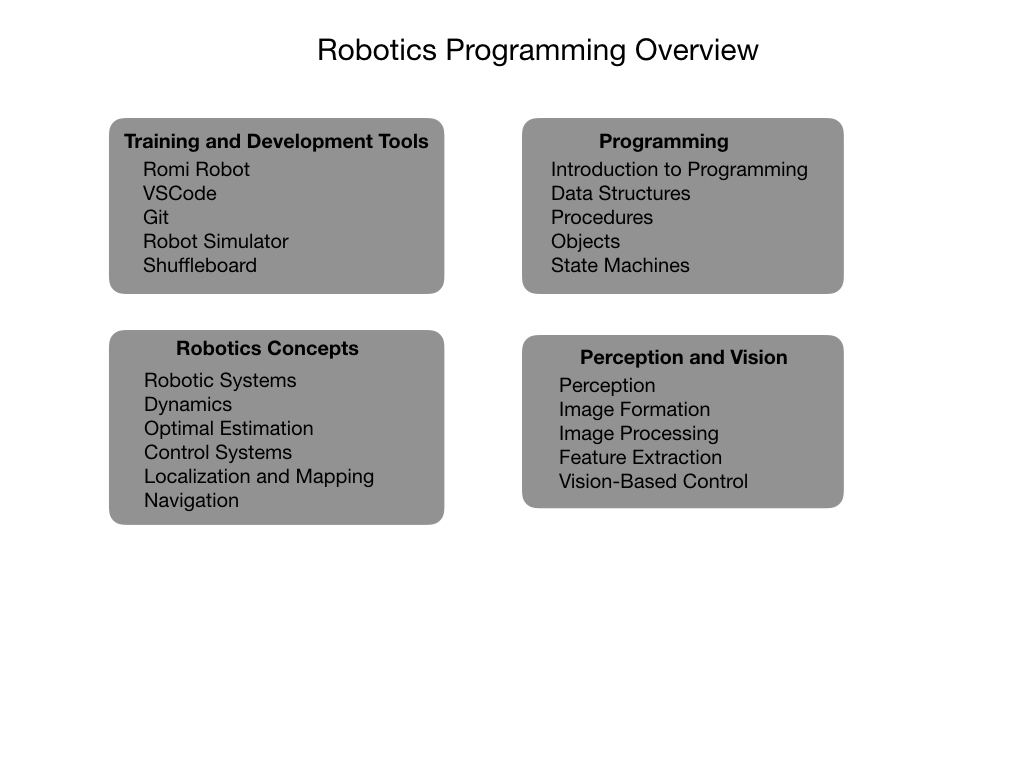 Robotics Programming Overview
Training and Development Tools
Romi Robot
VSCode
Git
Robot Simulator
Shuffleboard
Programming
Introduction to Programming
Data Structures
Procedures
Objects
State Machines
Robotics Concepts
Robotic Systems
Dynamics
Optimal Estimation
Control Systems
Localization and Mapping
Navigation
Perception and Vision
Perception
Image Formation
Image Processing
Feature Extraction
Vision-Based Control